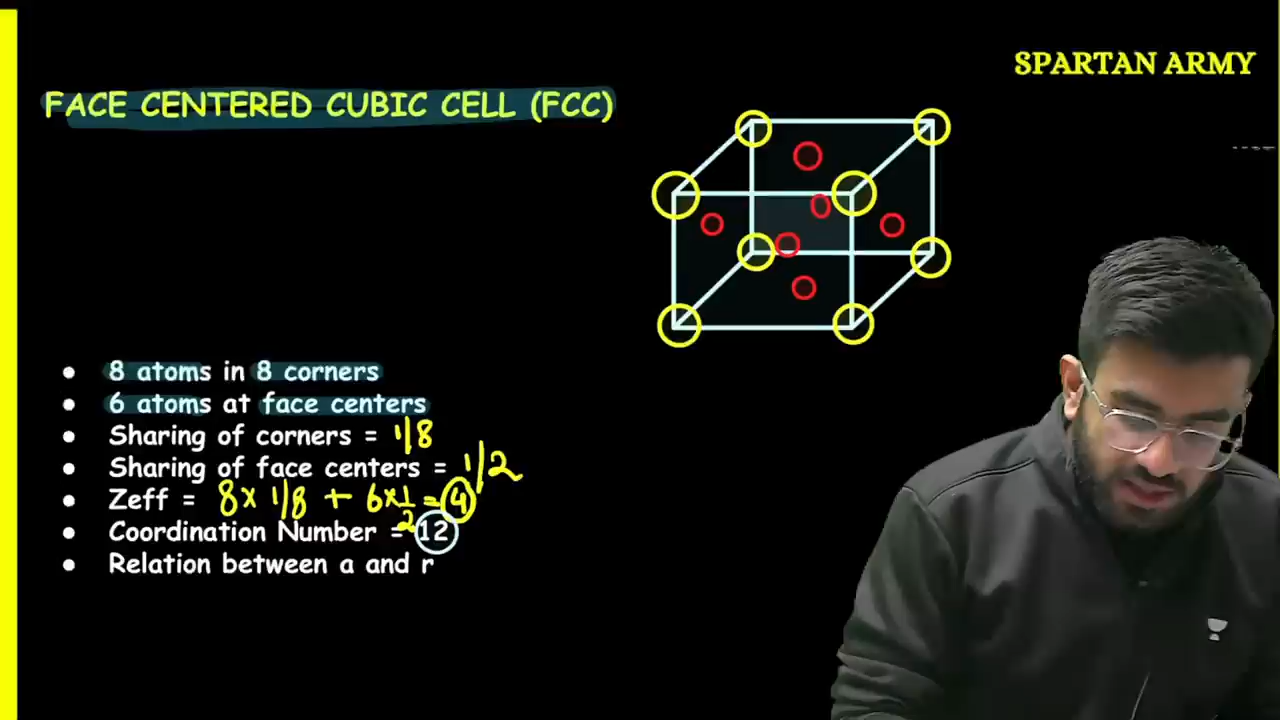 SPARTAN ARMY
FACE CENTERED CUBIC CELL (FCC)
• 8 atoms in 8 corners
• 6 atoms at face centers
• Sharing of corners = 1/8
• Sharing of face centers = 1/2
• Zeff = 8 x 1/8 + 6 x 1/2 = 4
• Coordination Number = 12
• Relation between a and r